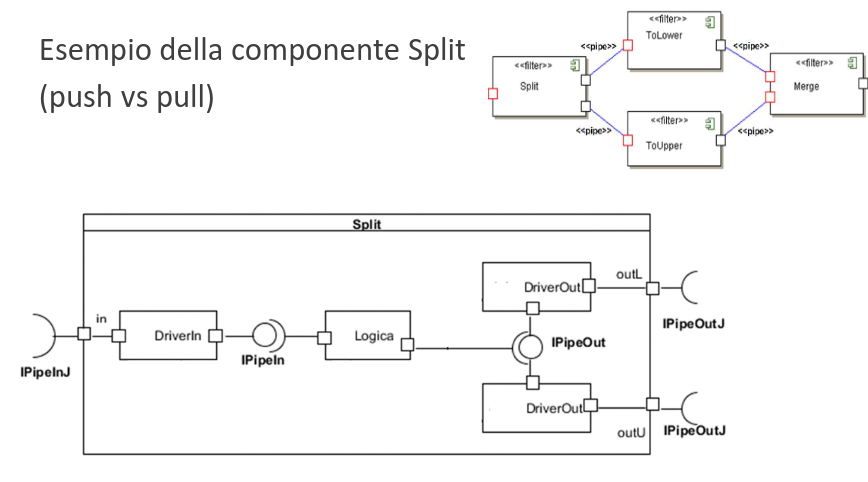 Esempio della componente Split
(push vs pull)
<<filter>>
ToLower
<<pipe>>
<<pipe>>
<<filter>>
Split
<<filter>>
Merge
<<filter>>
ToUpper
<<pipe>>
<<pipe>>
Split
in
DriverIn
IPipeIn
Logica
IPipeInJ
DriverOut
outL
IPipeOutJ
IPipeOut
DriverOut
outU
IPipeOutJ